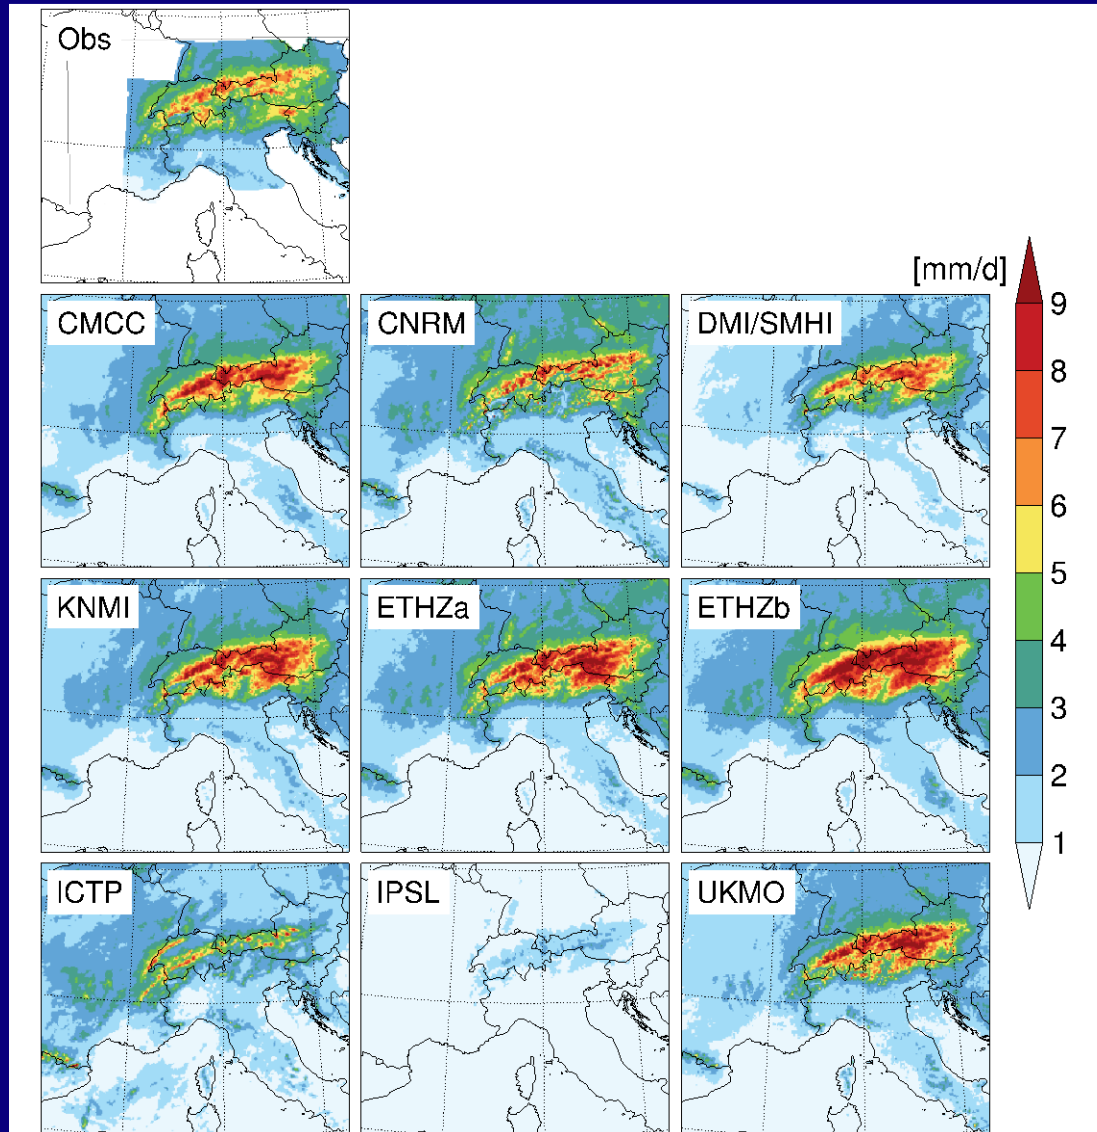 Obs
[mm/d]
CMCC
CNRM
DMI/SMHI
9
8
7
6
5
4
3
2
1
KNMI
ETHZa
ETHZb
ICTP
IPSL
UKMO